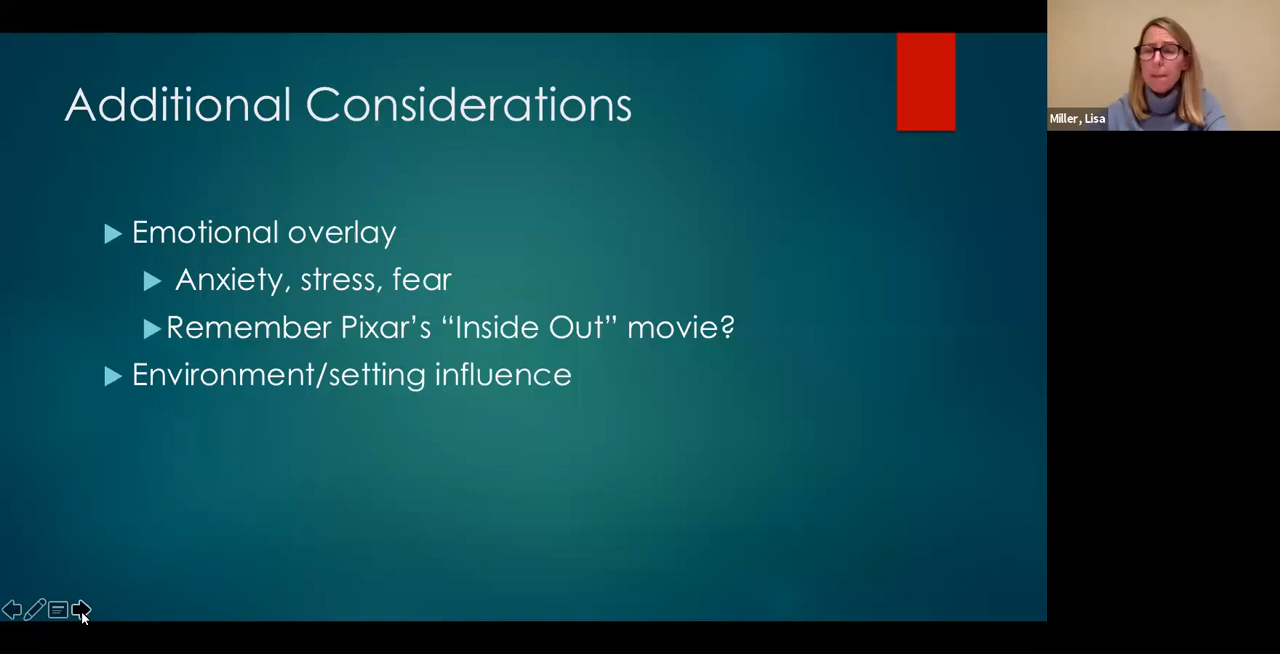 Additional Considerations
Emotional overlay
Anxiety, stress, fear
Remember Pixar’s “Inside Out” movie?
Environment/setting influence
Miller, Lisa